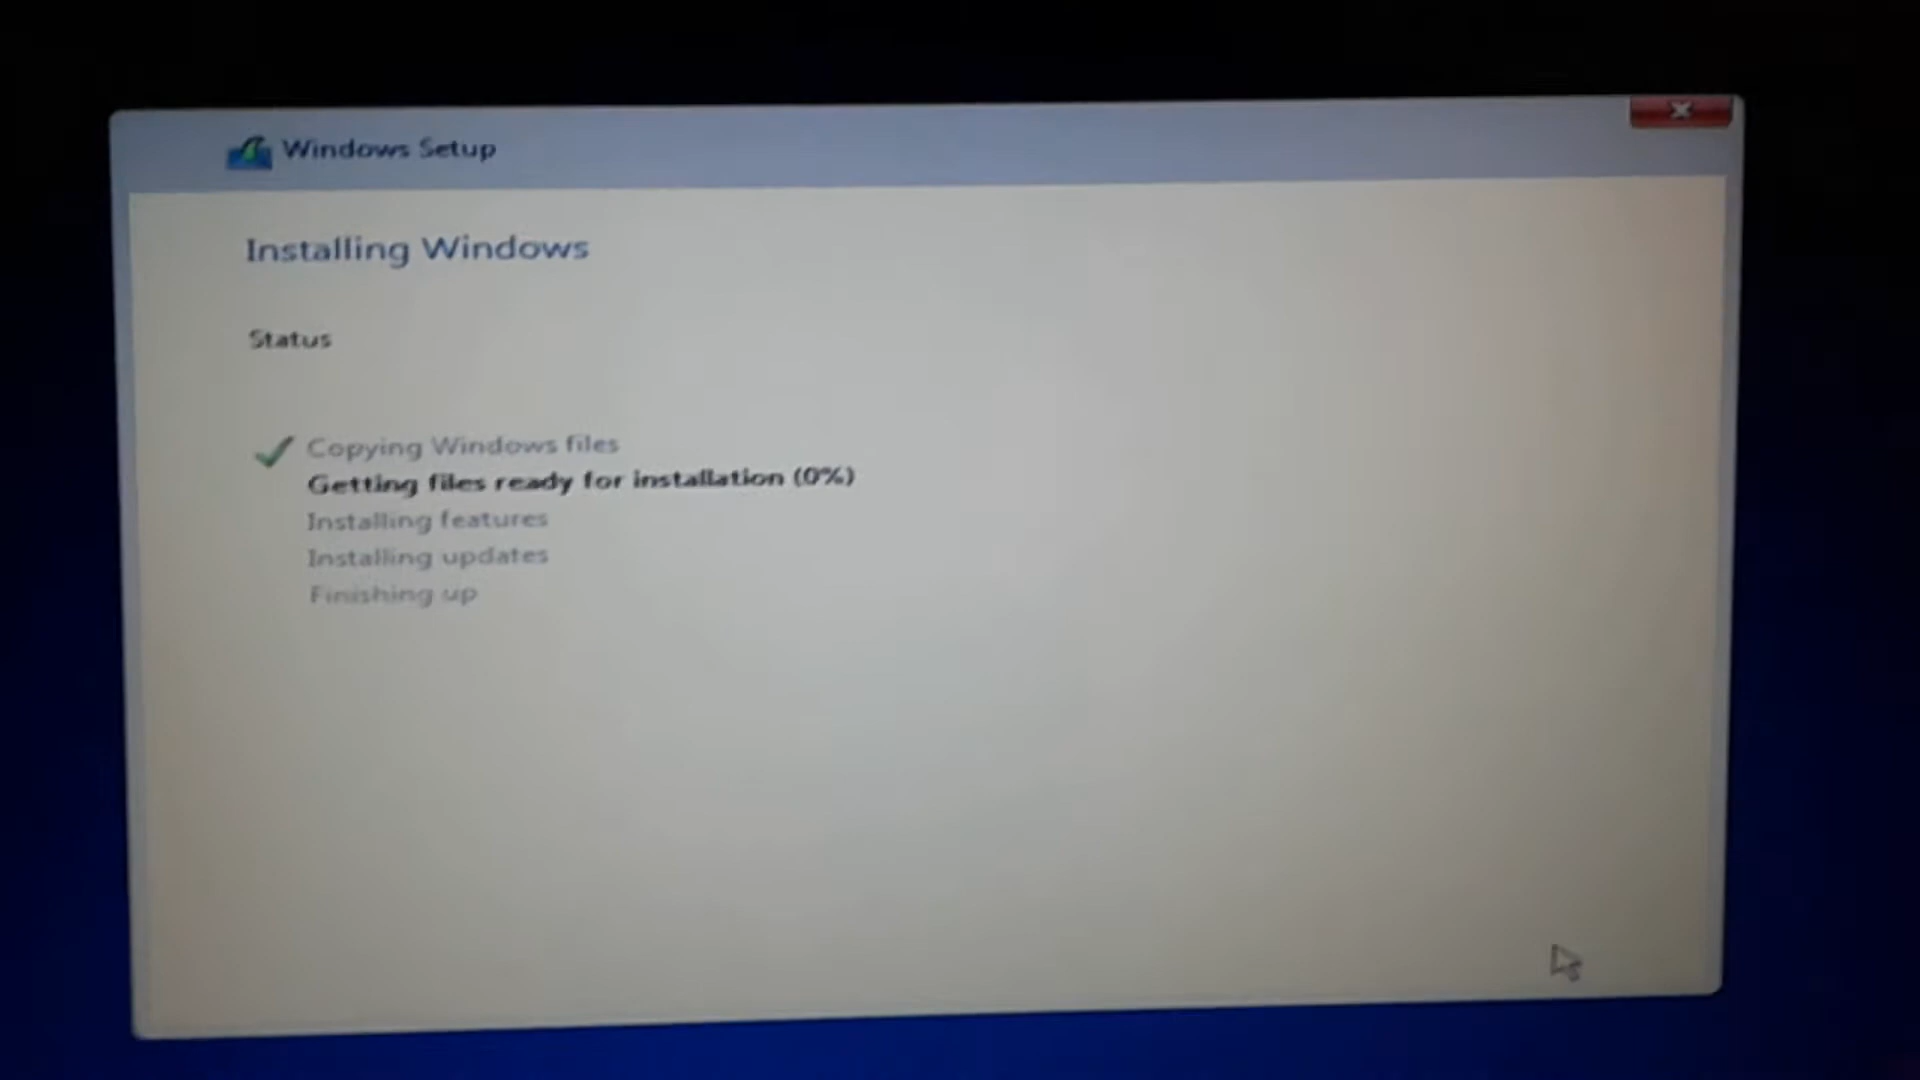 Windows Setup
Installing Windows
Status
Copying Windows files
Getting files ready for installation (0%)
Installing features
Installing updates
Finishing up